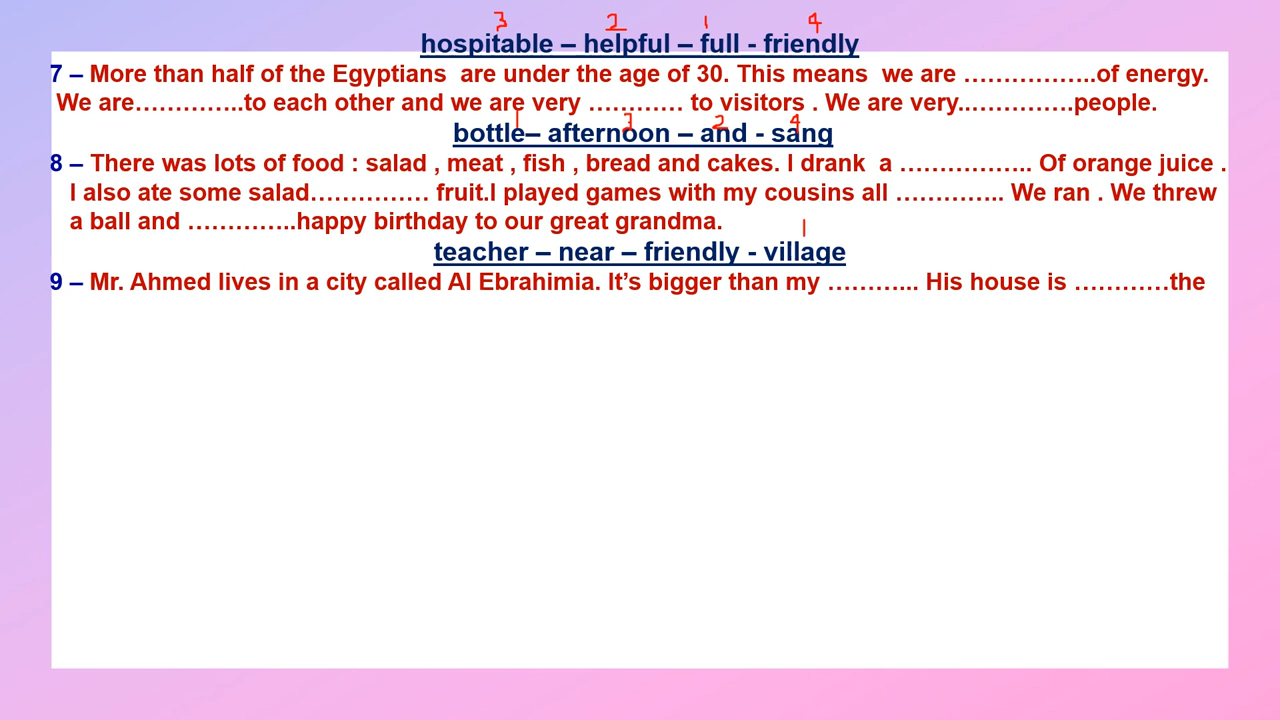 3 2 1 4
hospitable – helpful – full - friendly
7 – More than half of the Egyptians are under the age of 30. This means we are ……………..of energy.
We are…………..to each other and we are very ………… to visitors . We are very..………….people.
1 3 2 4
bottle– afternoon – and - sang
8 – There was lots of food : salad , meat , fish , bread and cakes. I drank a …………….. Of orange juice .
I also ate some salad…………… fruit.I played games with my cousins all ………….. We ran . We threw
a ball and …………..happy birthday to our great grandma.
1
teacher – near – friendly - village
9 – Mr. Ahmed lives in a city called Al Ebrahimia. It’s bigger than my ………... His house is …………the